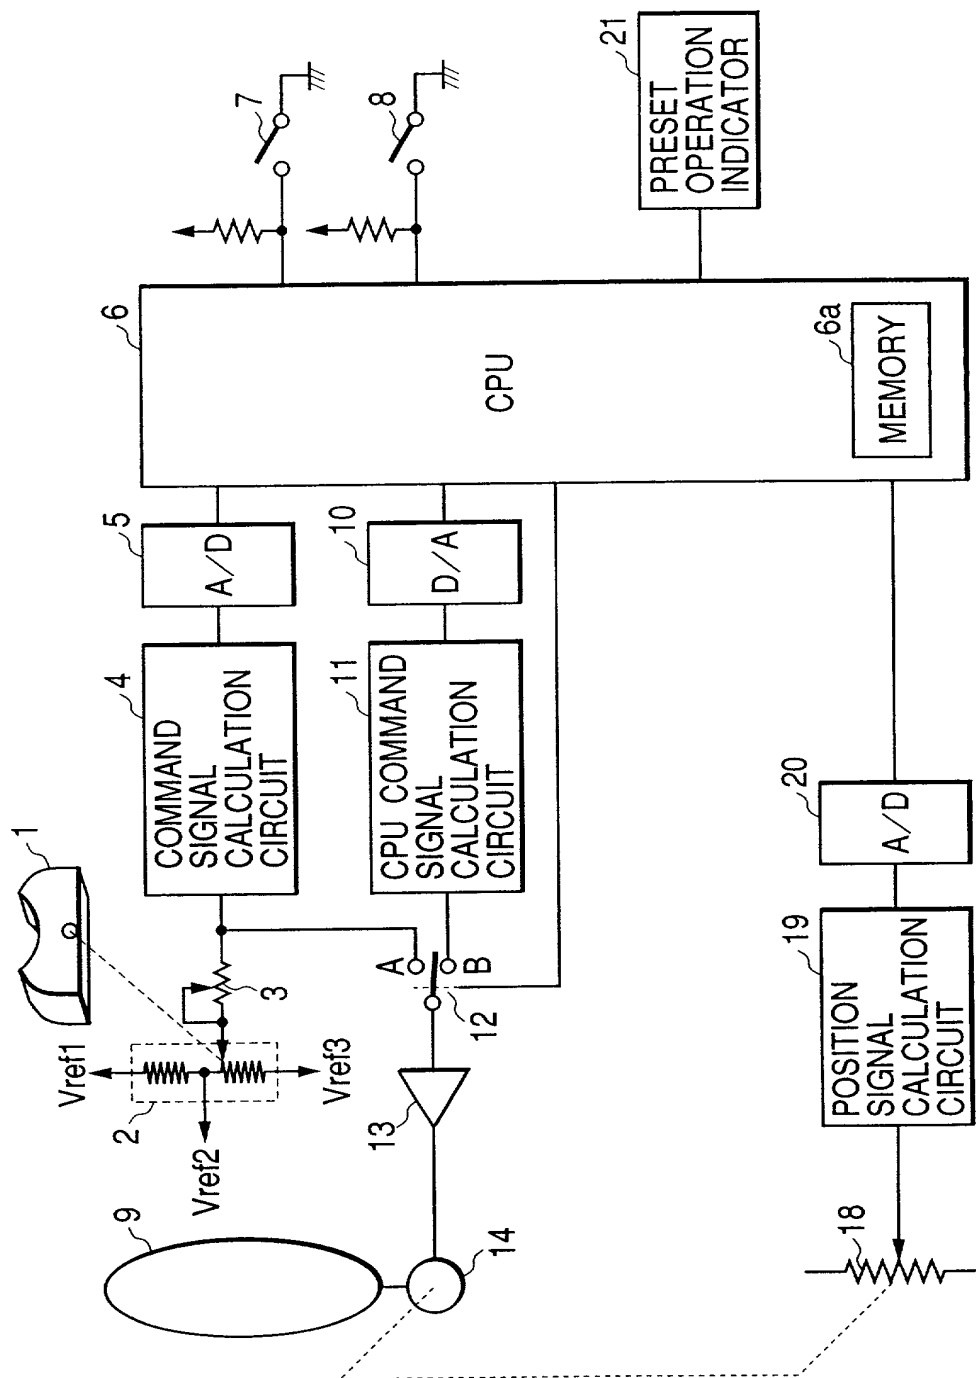 1
Vref1
2
Vref2
Vref3
3
4
COMMAND
SIGNAL
CALCULATION
CIRCUIT
5
A/D
6
CPU
6a
MEMORY
7
8
9
14
13
12
A
B
11
CPU COMMAND
SIGNAL
CALCULATION
CIRCUIT
10
D/A
18
19
POSITION
SIGNAL
CALCULATION
CIRCUIT
20
A/D
21
PRESET
OPERATION
INDICATOR